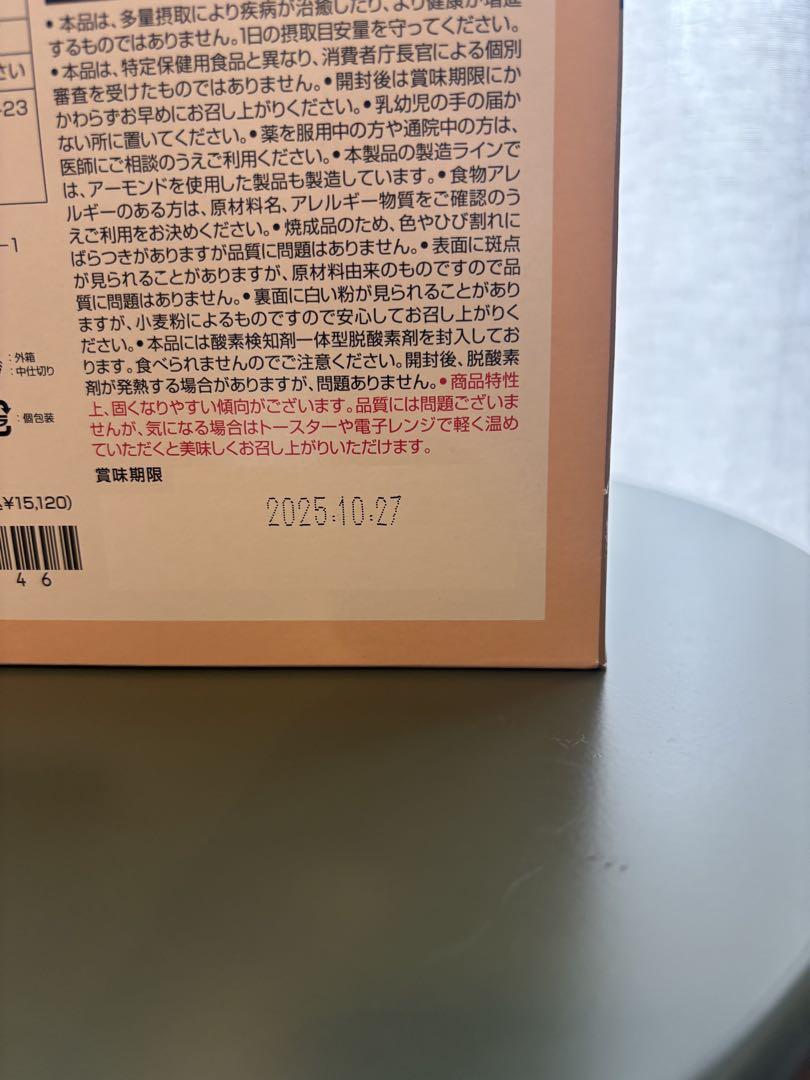 •本品は、多量摂取により疾病が治癒したり、より健康が増進
するものではありません。1日の摂取目安量を守ってください。
•本品は、特定保健用食品と異なり、消費者庁長官による個別
審査を受けたものではありません。•開封後は賞味期限にか
かわらずお早めにお召し上がりください。•乳幼児の手の届か
ない所に置いてください。•薬を服用中の方や通院中の方は、
医師にご相談のうえご利用ください。•本製品の製造ラインで
は、アーモンドを使用した製品も製造しています。•食物アレ
ルギーのある方は、原材料名、アレルギー物質をご確認のう
えご利用をお決めください。•焼成品のため、色やひび割れに
ばらつきがありますが品質に問題はありません。•表面に斑点
が見られることがありますが、原材料由来のものですので品
質に問題はありません。•裏面に白い粉が見られることがあり
ますが、小麦粉によるものですので安心してお召し上がりく
ださい。•本品には酸素検知剤一体型脱酸素剤を封入してお
ります。食べられませんのでご注意ください。開封後、脱酸素
剤が発熱する場合がありますが、問題ありません。•商品特性
上、固くなりやすい傾向がございます。品質には問題ございま
せんが、気になる場合はトースターや電子レンジで軽く温め
ていただくと美味しくお召し上がりいただけます。
賞味期限
2025.10.27
さい
-23
-1
:外箱
:中仕切り
:個包装
¥15,120)
4 6